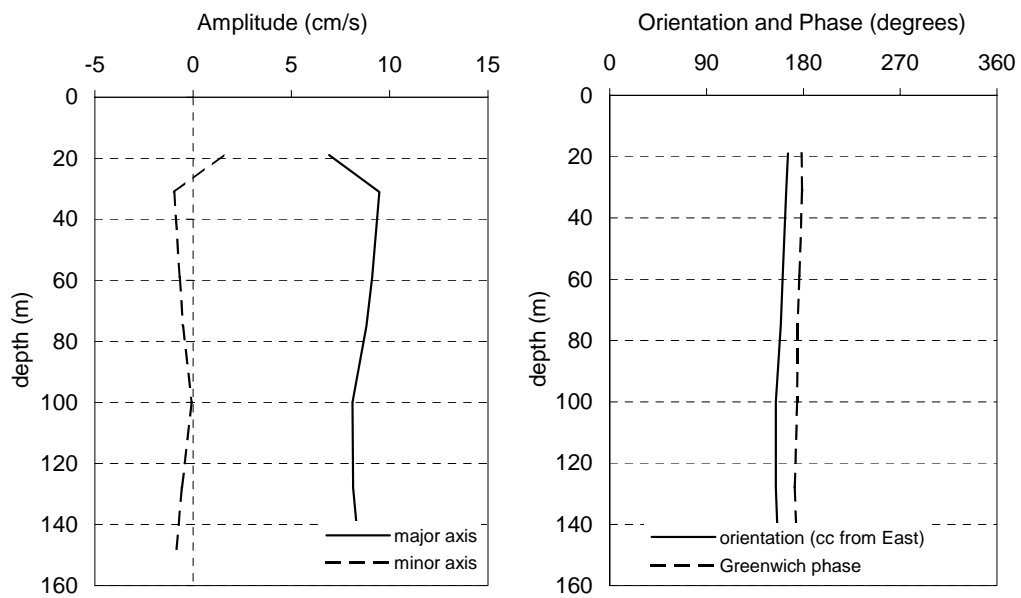 Amplitude (cm/s)
-5 0 5 10 15
0
20
40
60
80
100
120
140
160
depth (m)
major axis
minor axis
Orientation and Phase (degrees)
0 90 180 270 360
0
20
40
60
80
100
120
140
160
depth (m)
orientation (cc from East)
Greenwich phase